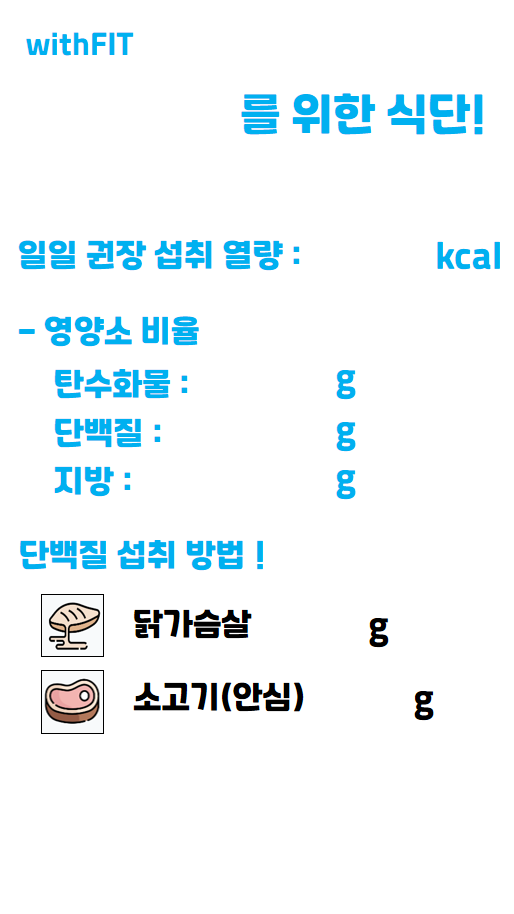 withFIT
를 위한 식단!
일일 권장 섭취 열량 : kcal
- 영양소 비율
탄수화물 : g
단백질 : g
지방 : g
단백질 섭취 방법 !
닭가슴살 g
소고기(안심) g